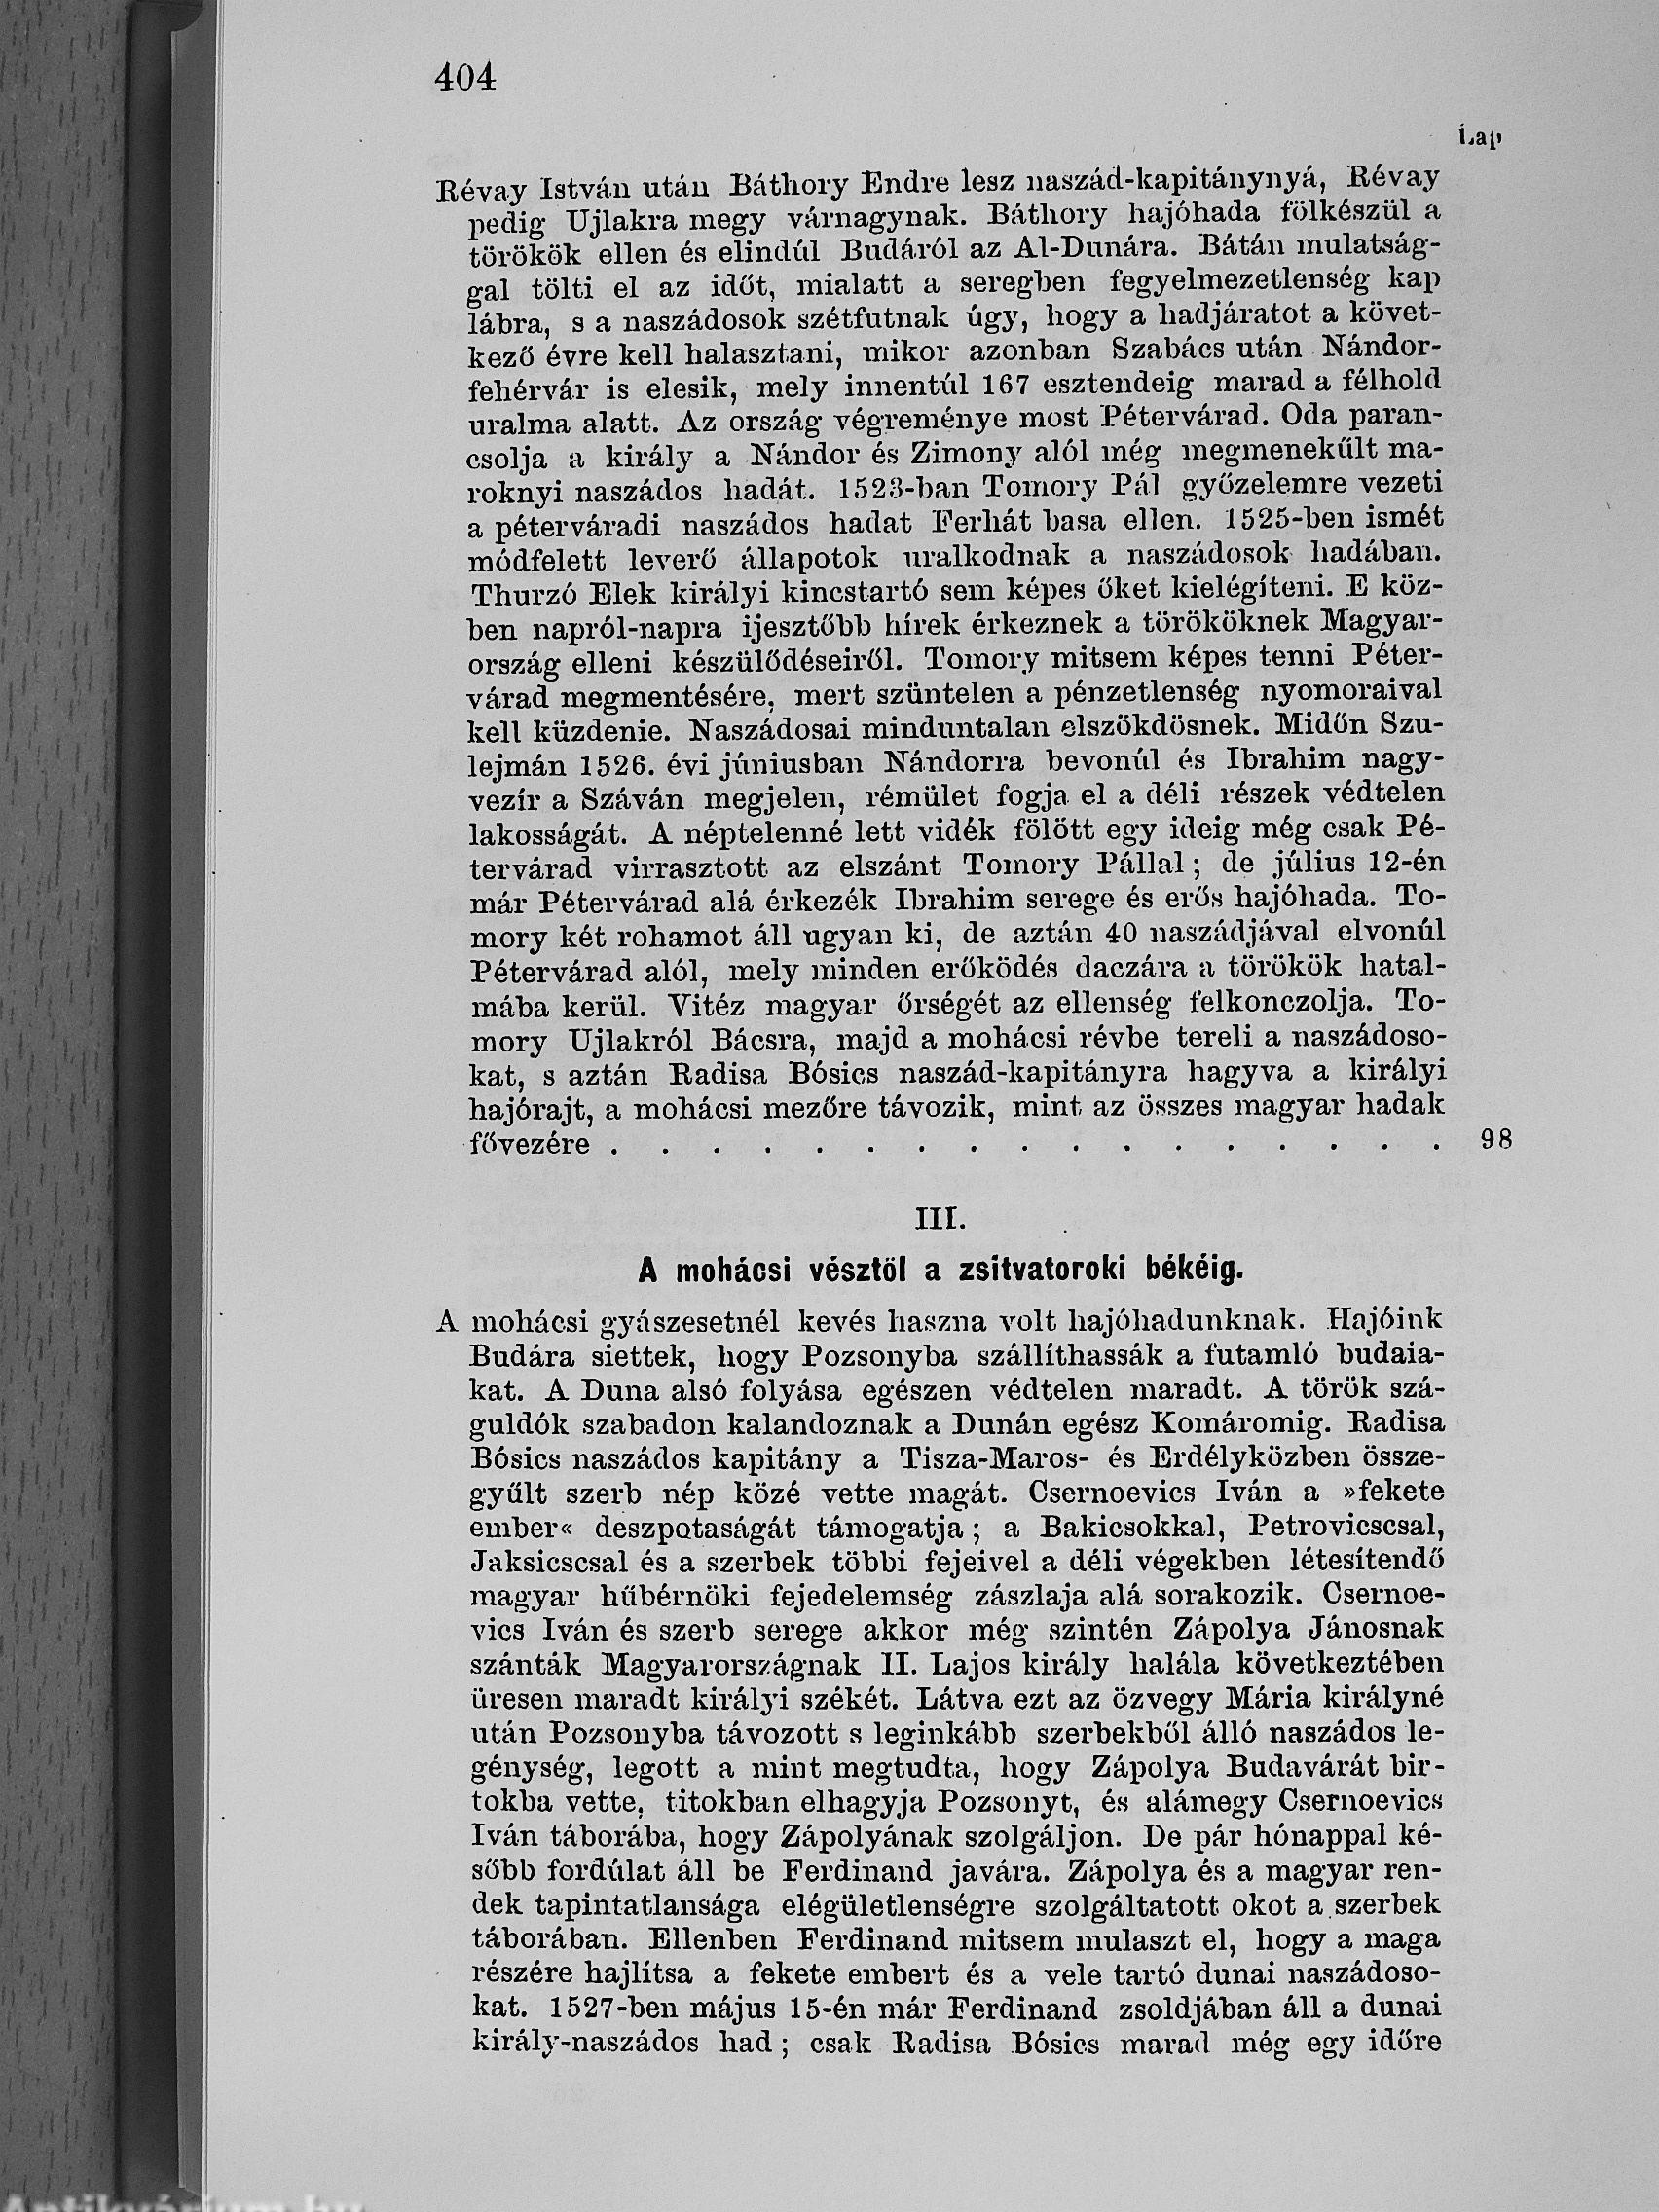 404
Lap
Révay István után Báthory Endre lesz naszád-kapitánynyá, Révay
pedig Ujlakra megy várnagynak. Báthory hajóhada fölkészül a
törökök ellen és elindúl Budáról az Al-Dunára. Bátán mulatság-
gal tölti el az időt, mialatt a seregben fegyelmezetlenség kap
lábra, s a naszádosok szétfutnak úgy, hogy a hadjáratot a követ-
kező évre kell halasztani, mikor azonban Szabács után Nándor-
fehérvár is elesik, mely innentúl 167 esztendeig marad a félhold
uralma alatt. Az ország végreménye most Pétervárad. Oda paran-
csolja a király a Nándor és Zimony alól még megmenekűlt ma-
roknyi naszádos hadát. 1523-ban Tomory Pál győzelemre vezeti
a péterváradi naszádos hadat Ferhát basa ellen. 1525-ben ismét
módfelett leverő állapotok uralkodnak a naszádosok hadában.
Thurzó Elek királyi kincstartó sem képes őket kielégíteni. E köz-
ben napról-napra ijesztőbb hírek érkeznek a törököknek Magyar-
ország elleni készülődéseiről. Tomory mitsem képes tenni Péter-
várad megmentésére, mert szüntelen a pénzetlenség nyomoraival
kell küzdenie. Naszádosai minduntalan elszökdösnek. Midőn Szu-
lejmán 1526. évi júniusban Nándorra bevonúl és Ibrahim nagy-
vezír a Száván megjelen, rémület fogja el a déli részek védtelen
lakosságát. A néptelenné lett vidék fölött egy ideig még csak Pé-
tervárad virrasztott az elszánt Tomory Pállal; de július 12-én
már Pétervárad alá érkezék Ibrahim serege és erős hajóhada. To-
mory két rohamot áll ugyan ki, de aztán 40 naszádjával elvonúl
Pétervárad alól, mely minden erőködés daczára a törökök hatal-
mába kerül. Vitéz magyar őrségét az ellenség felkonczolja. To-
mory Ujlakról Bácsra, majd a mohácsi révbe tereli a naszádoso-
kat, s aztán Radisa Bósics naszád-kapitányra hagyva a királyi
hajórajt, a mohácsi mezőre távozik, mint az összes magyar hadak
fővezére . . . . . . . . . . . . . . . . . 98
III.
A mohácsi vésztöl a zsitvatoroki békéig.
A mohácsi gyászesetnél kevés haszna volt hajóhadunknak. Hajóink
Budára siettek, hogy Pozsonyba szállíthassák a futamló budaia-
kat. A Duna alsó folyása egészen védtelen maradt. A török szá-
guldók szabadon kalandoznak a Dunán egész Komáromig. Radisa
Bósics naszádos kapitány a Tisza-Maros- és Erdélyközben össze-
gyűlt szerb nép közé vette magát. Csernoevics Iván a »fekete
ember« deszpotaságát támogatja; a Bakicsokkal, Petrovicscsal,
Jaksicscsal és a szerbek többi fejeivel a déli végekben létesítendő
magyar hűbérnöki fejedelemség zászlaja alá sorakozik. Csernoe-
vics Iván és szerb serege akkor még szintén Zápolya Jánosnak
szánták Magyarországnak II. Lajos király halála következtében
üresen maradt királyi székét. Látva ezt az özvegy Mária királyné
után Pozsonyba távozott s leginkább szerbekből álló naszádos le-
génység, legott a mint megtudta, hogy Zápolya Budavárát bir-
tokba vette, titokban elhagyja Pozsonyt, és alámegy Csernoevics
Iván táborába, hogy Zápolyának szolgáljon. De pár hónappal ké-
sőbb fordúlat áll be Ferdinand javára. Zápolya és a magyar ren-
dek tapintatlansága elégületlenségre szolgáltatott okot a szerbek
táborában. Ellenben Ferdinand mitsem mulaszt el, hogy a maga
részére hajlítsa a fekete embert és a vele tartó dunai naszádoso-
kat. 1527-ben május 15-én már Ferdinand zsoldjában áll a dunai
király-naszádos had; csak Radisa Bósics marad még egy időre
Antikvárium.hu